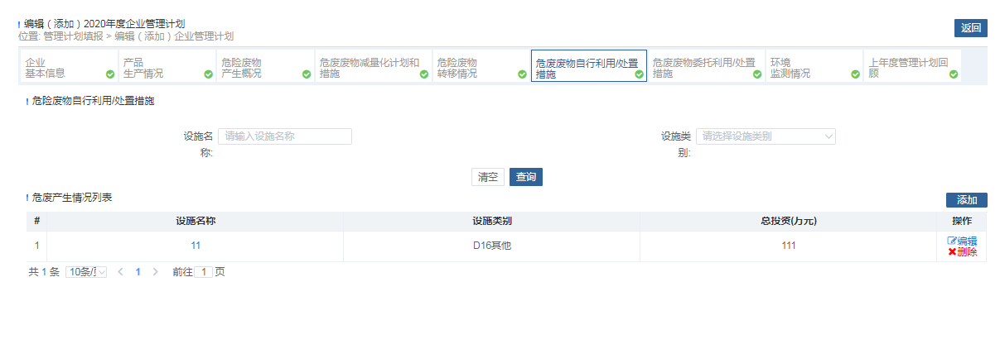 编辑（添加）2020年度企业管理计划
返回
位置: 管理计划填报 > 编辑（添加）企业管理计划
企业
基本信息
产品
生产情况
危险废物
产生概况
危废废物减量化计划和
措施
危险废物
转移情况
危废废物自行利用/处置
措施
危废废物委托利用/处置
措施
环境
监测情况
上年度管理计划回
顾
危险废物自行利用/处置措施
设施名
称:
请输入设施名称
设施类
别:
请选择设施类别
清空 查询
危废产生情况列表
添加
# 设施名称 设施类别 总投资(万元) 操作
1 11 D16其他 111 编辑
删除
共 1 条 10条/ 1 前往 1 页